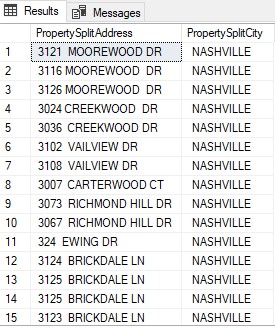 Results Messages
PropertySplitAddress PropertySplitCity
1 3121 MOOREWOOD DR NASHVILLE
2 3116 MOOREWOOD DR NASHVILLE
3 3126 MOOREWOOD DR NASHVILLE
4 3024 CREEKWOOD DR NASHVILLE
5 3036 CREEKWOOD DR NASHVILLE
6 3102 VAILVIEW DR NASHVILLE
7 3108 VAILVIEW DR NASHVILLE
8 3007 CARTERWOOD CT NASHVILLE
9 3073 RICHMOND HILL DR NASHVILLE
10 3067 RICHMOND HILL DR NASHVILLE
11 324 EWING DR NASHVILLE
12 3124 BRICKDALE LN NASHVILLE
13 3125 BRICKDALE LN NASHVILLE
14 3125 BRICKDALE LN NASHVILLE
15 3123 BRICKDALE LN NASHVILLE